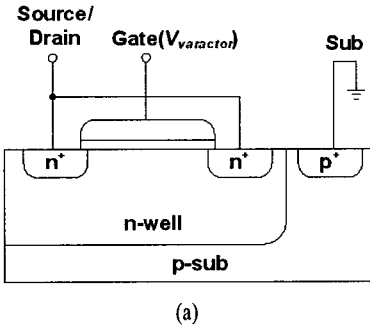 Source/
Drain
Gate(Vvaractor)
Sub
n+
n+
p+
n-well
p-sub
(a)